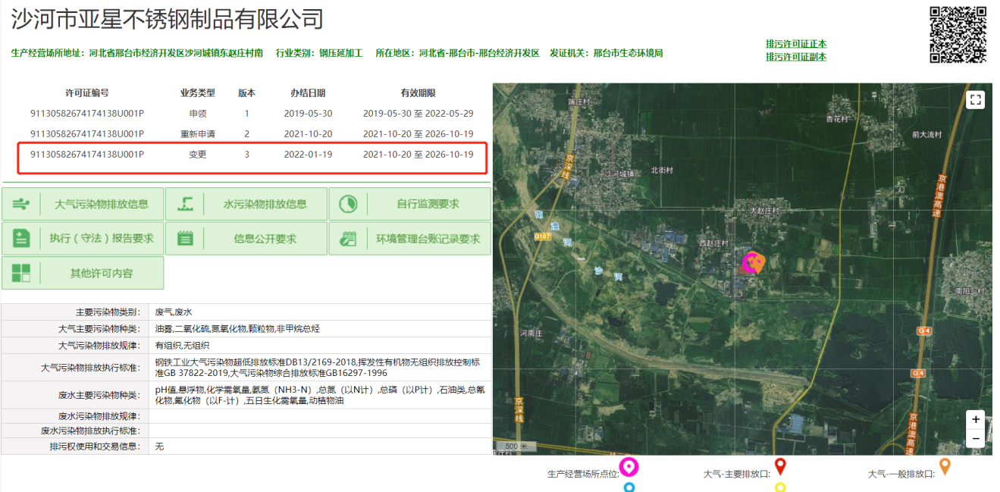 沙河市亚星不锈钢制品有限公司
生产经营场所地址：河北省邢台市经济开发区沙河城镇东赵庄村南 行业类别：钢压延加工 所在地区：河北省-邢台市-邢台经济开发区 发证机关：邢台市生态环境局
排污许可证正本
排污许可证副本
许可证编号 业务类型 版本 办结日期 有效期限
91130582674174138U001P 申领 1 2019-05-30 2019-05-30 至 2022-05-29
91130582674174138U001P 重新申请 2 2021-10-20 2021-10-20 至 2026-10-19
91130582674174138U001P 变更 3 2022-01-19 2021-10-20 至 2026-10-19
大气污染物排放信息 水污染物排放信息 自行监测要求
执行（守法）报告要求 信息公开要求 环境管理台账记录要求
其他许可内容
主要污染物类别： 废气,废水
大气主要污染物种类： 油雾,二氧化硫,氮氧化物,颗粒物,非甲烷总烃
大气污染物排放规律： 有组织,无组织
大气污染物排放执行标准： 钢铁工业大气污染物超低排放标准DB13/2169-2018,挥发性有机物无组织排放控制标
准GB 37822-2019,大气污染物综合排放标准GB16297-1996
废水主要污染物种类： pH值,悬浮物,化学需氧量,氨氮（NH3-N）,总氮（以N计）,总磷（以P计）,石油类,总氰
化物,氟化物（以F-计）,五日生化需氧量,动植物油
废水污染物排放规律：
废水污染物排放执行标准：
排污权使用和交易信息： 无
端庄村
杏花村
前大流村
京深线
沙河城镇
北街村
京港澳高速
大赵庄村
南澧河
G107
西赵庄村
沙河
南阳一村
河南庄
G4
G4
京深线
京港澳高速
500 米
+
−
生产经营场所点位: 大气-主要排放口: 大气-一般排放口: